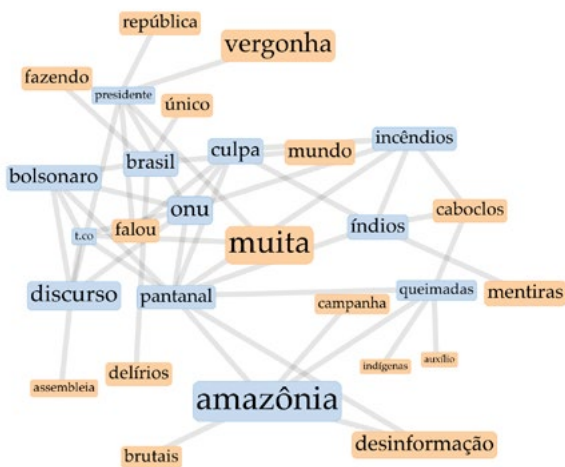 república
vergonha
fazendo
presidente
único
incêndios
culpa
mundo
brasil
bolsonaro
onu
caboclos
índios
falou
t.co
muita
discurso
pantanal
queimadas
mentiras
campanha
indígenas
auxílio
delírios
assembleia
amazônia
desinformação
brutais